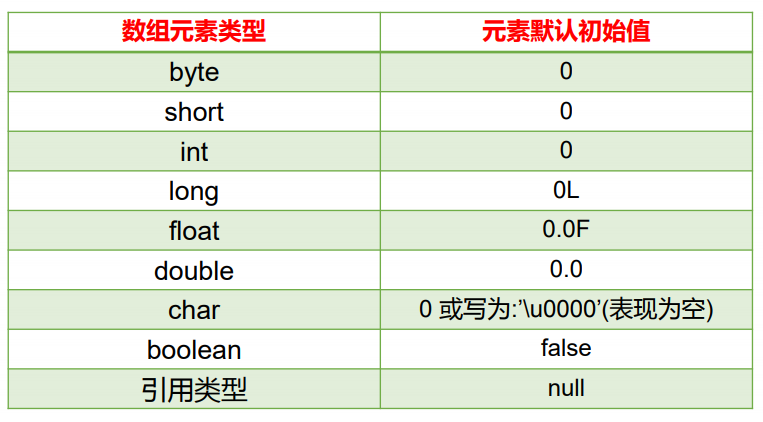 数组元素类型 元素默认初始值
byte 0
short 0
int 0
long 0L
float 0.0F
double 0.0
char 0 或写为:’\u0000’(表现为空)
boolean false
引用类型 null